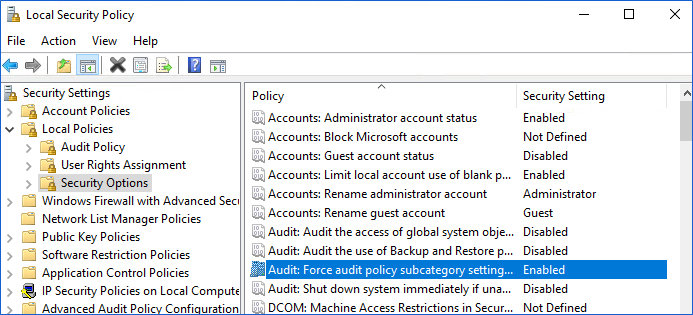 Local Security Policy
File Action View Help
Security Settings
Account Policies
Local Policies
Audit Policy
User Rights Assignment
Security Options
Windows Firewall with Advanced Secu
Network List Manager Policies
Public Key Policies
Software Restriction Policies
Application Control Policies
IP Security Policies on Local Compute
Advanced Audit Policy Configuration
Policy Security Setting
Accounts: Administrator account status Enabled
Accounts: Block Microsoft accounts Not Defined
Accounts: Guest account status Disabled
Accounts: Limit local account use of blank p... Enabled
Accounts: Rename administrator account Administrator
Accounts: Rename guest account Guest
Audit: Audit the access of global system obje... Disabled
Audit: Audit the use of Backup and Restore p... Disabled
Audit: Force audit policy subcategory setting... Enabled
Audit: Shut down system immediately if una... Disabled
DCOM: Machine Access Restrictions in Secur... Not Defined